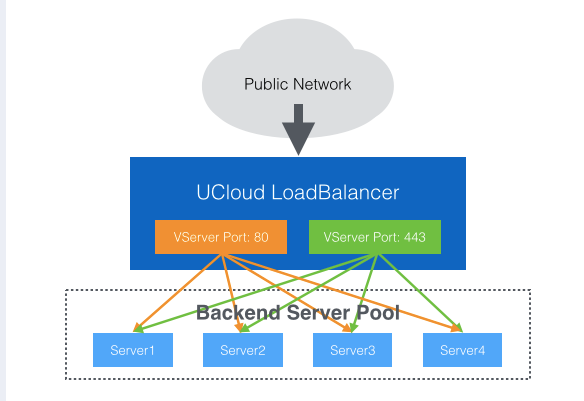 Public Network
UCloud LoadBalancer
VServer Port: 80
VServer Port: 443
Backend Server Pool
Server1
Server2
Server3
Server4